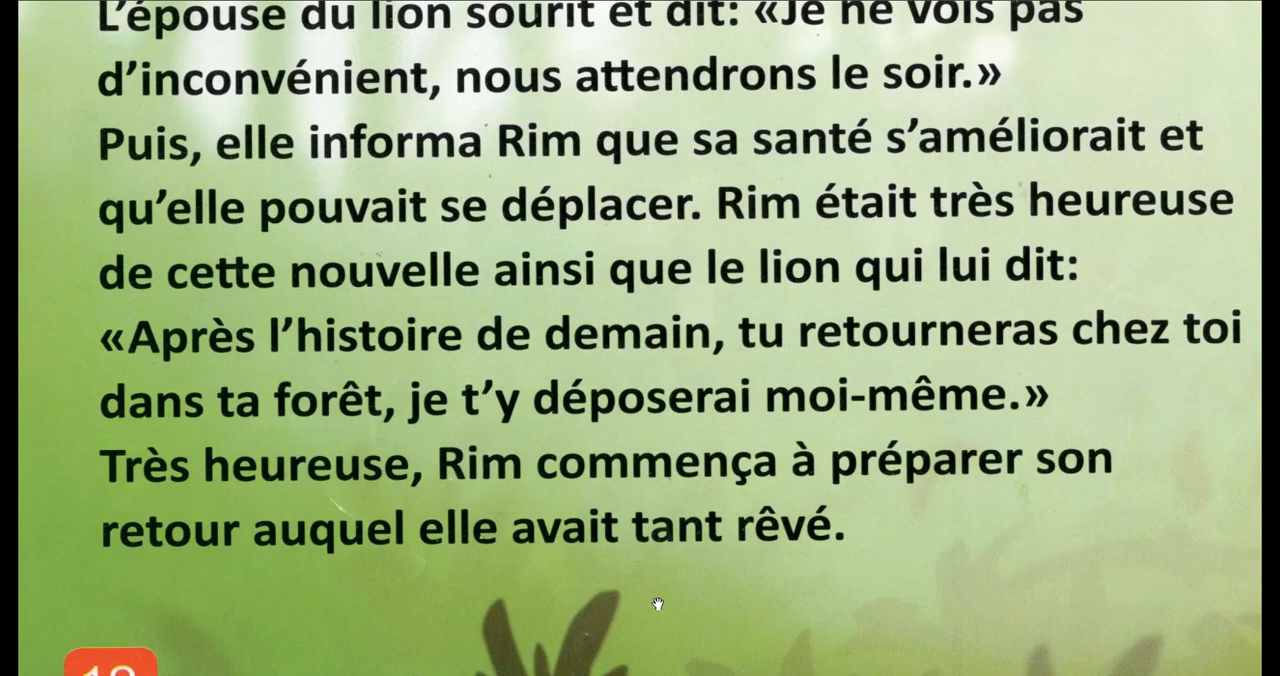 L'épouse du lion sourit et dit: «Je ne vois pas
d'inconvénient, nous attendrons le soir.»
Puis, elle informa Rim que sa santé s'améliorait et
qu'elle pouvait se déplacer. Rim était très heureuse
de cette nouvelle ainsi que le lion qui lui dit:
«Après l'histoire de demain, tu retourneras chez toi
dans ta forêt, je t'y déposerai moi-même.»
Très heureuse, Rim commença à préparer son
retour auquel elle avait tant rêvé.